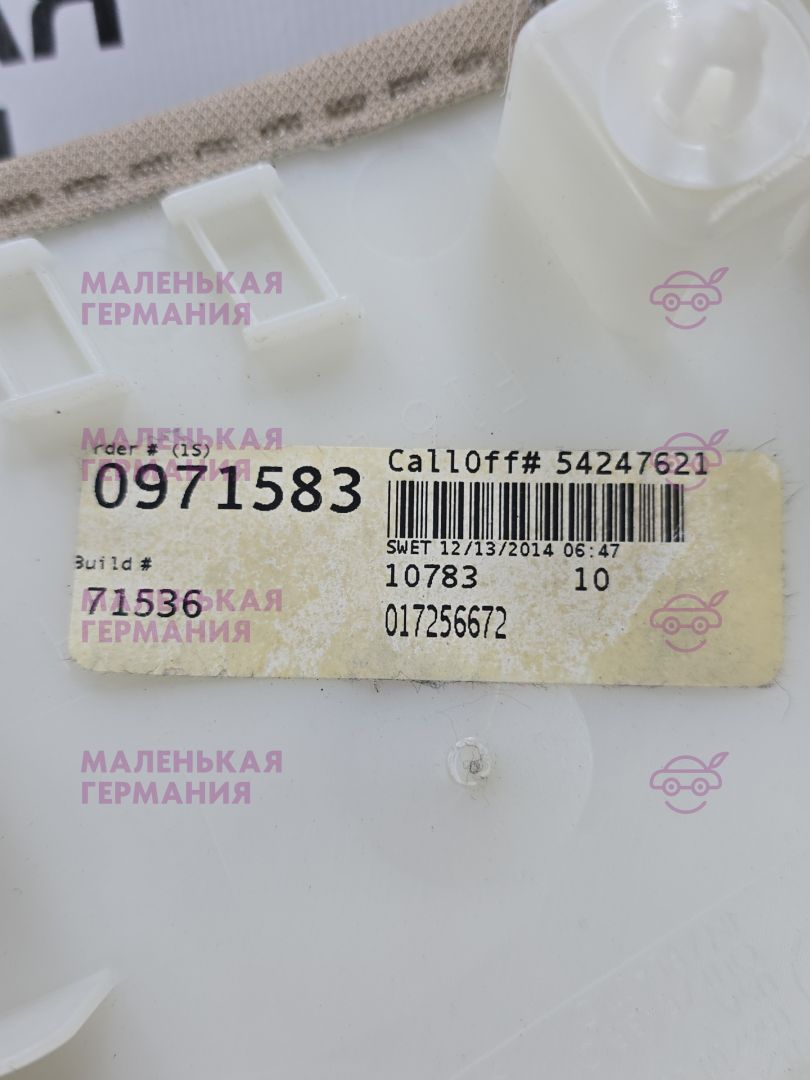 МАЛЕНЬКАЯ
ГЕРМАНИЯ
МАЛЕНЬКАЯ
ГЕРМАНИЯ
rder # (1S)
0971583
CallOff# 54247621
SWET 12/13/2014 06:47
Build #
71536
10783 10
017256672
МАЛЕНЬКАЯ
ГЕРМАНИЯ
МАЛЕНЬКАЯ
ГЕРМАНИЯ